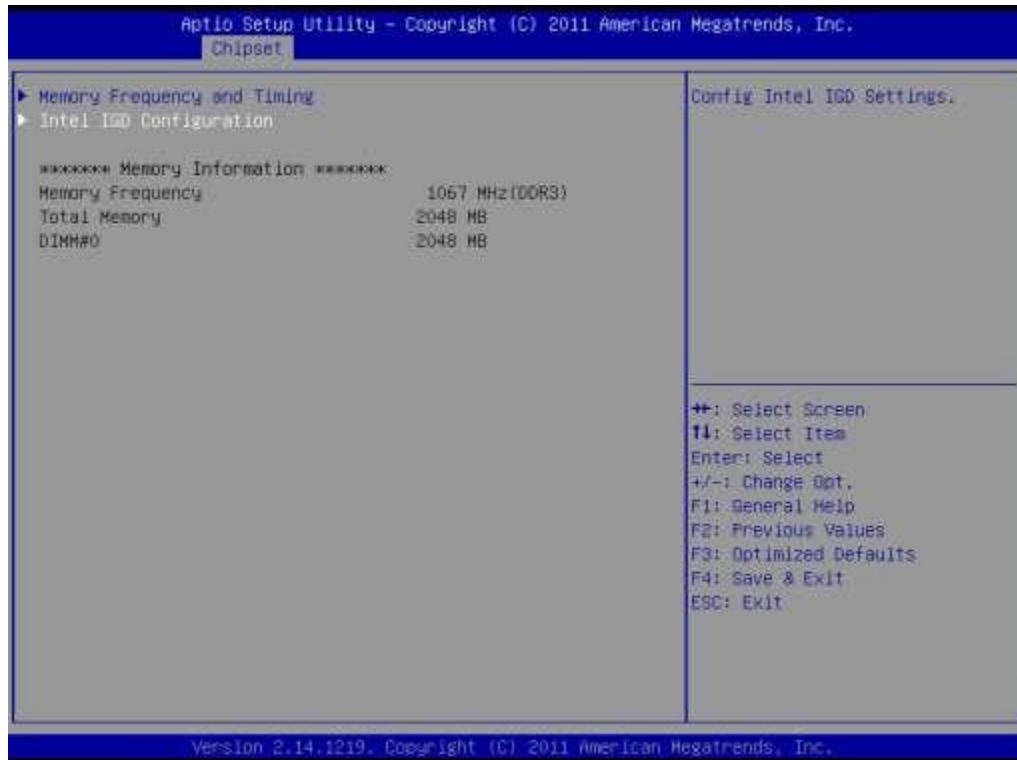 Aptio Setup Utility – Copyright (C) 2011 American Megatrends, Inc.
Chipset
Memory Frequency and Timing
Intel IGD Configuration
******* Memory Information *******
Memory Frequency 1067 MHz(DDR3)
Total Memory 2048 MB
DIMM#0 2048 MB
Config Intel IGD Settings.
→←: Select Screen
↑↓: Select Item
Enter: Select
+/-: Change Opt.
F1: General Help
F2: Previous Values
F3: Optimized Defaults
F4: Save & Exit
ESC: Exit
Version 2.14.1219. Copyright (C) 2011 American Megatrends, Inc.